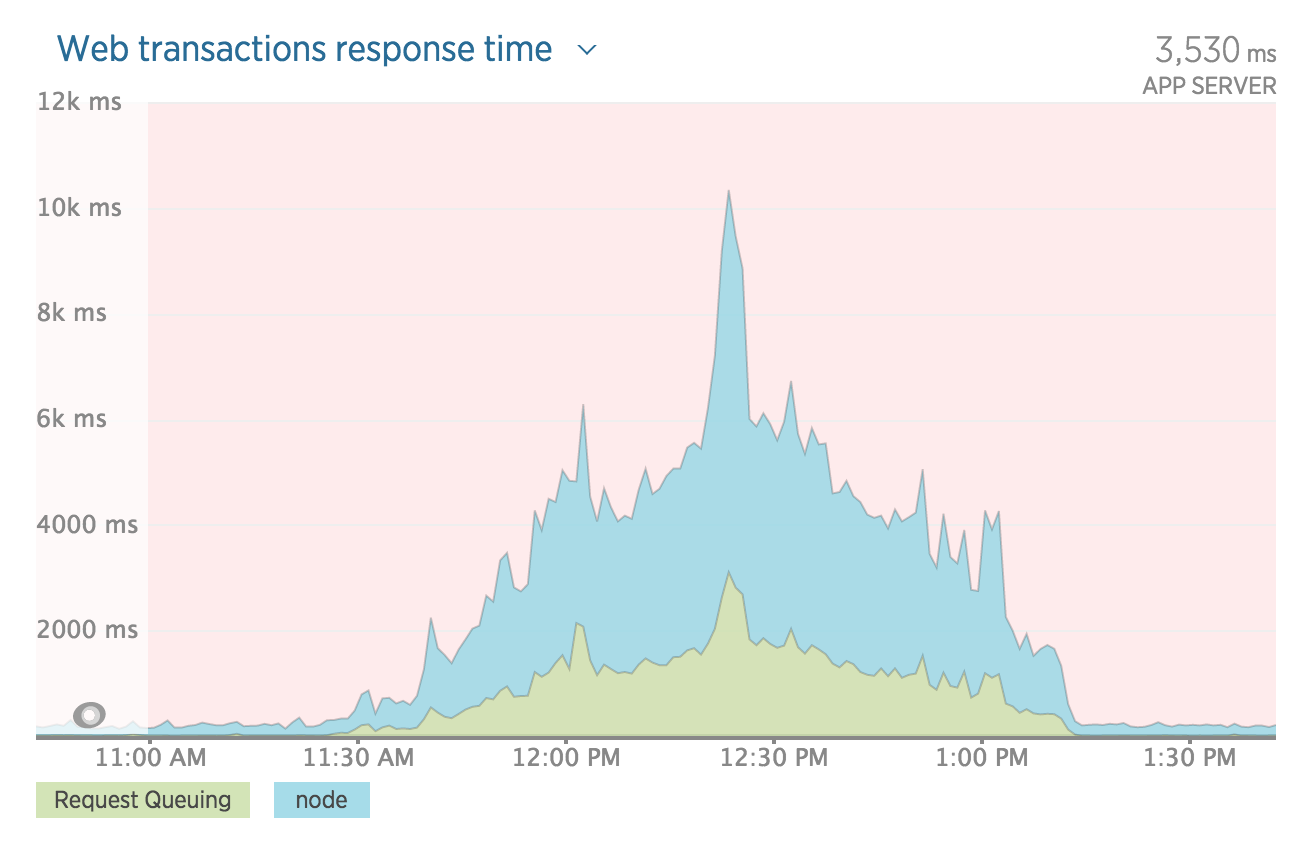 Web transactions response time
3,530 ms
APP SERVER
12k ms
10k ms
8k ms
6k ms
4000 ms
2000 ms
11:00 AM 11:30 AM 12:00 PM 12:30 PM 1:00 PM 1:30 PM
Request Queuing node